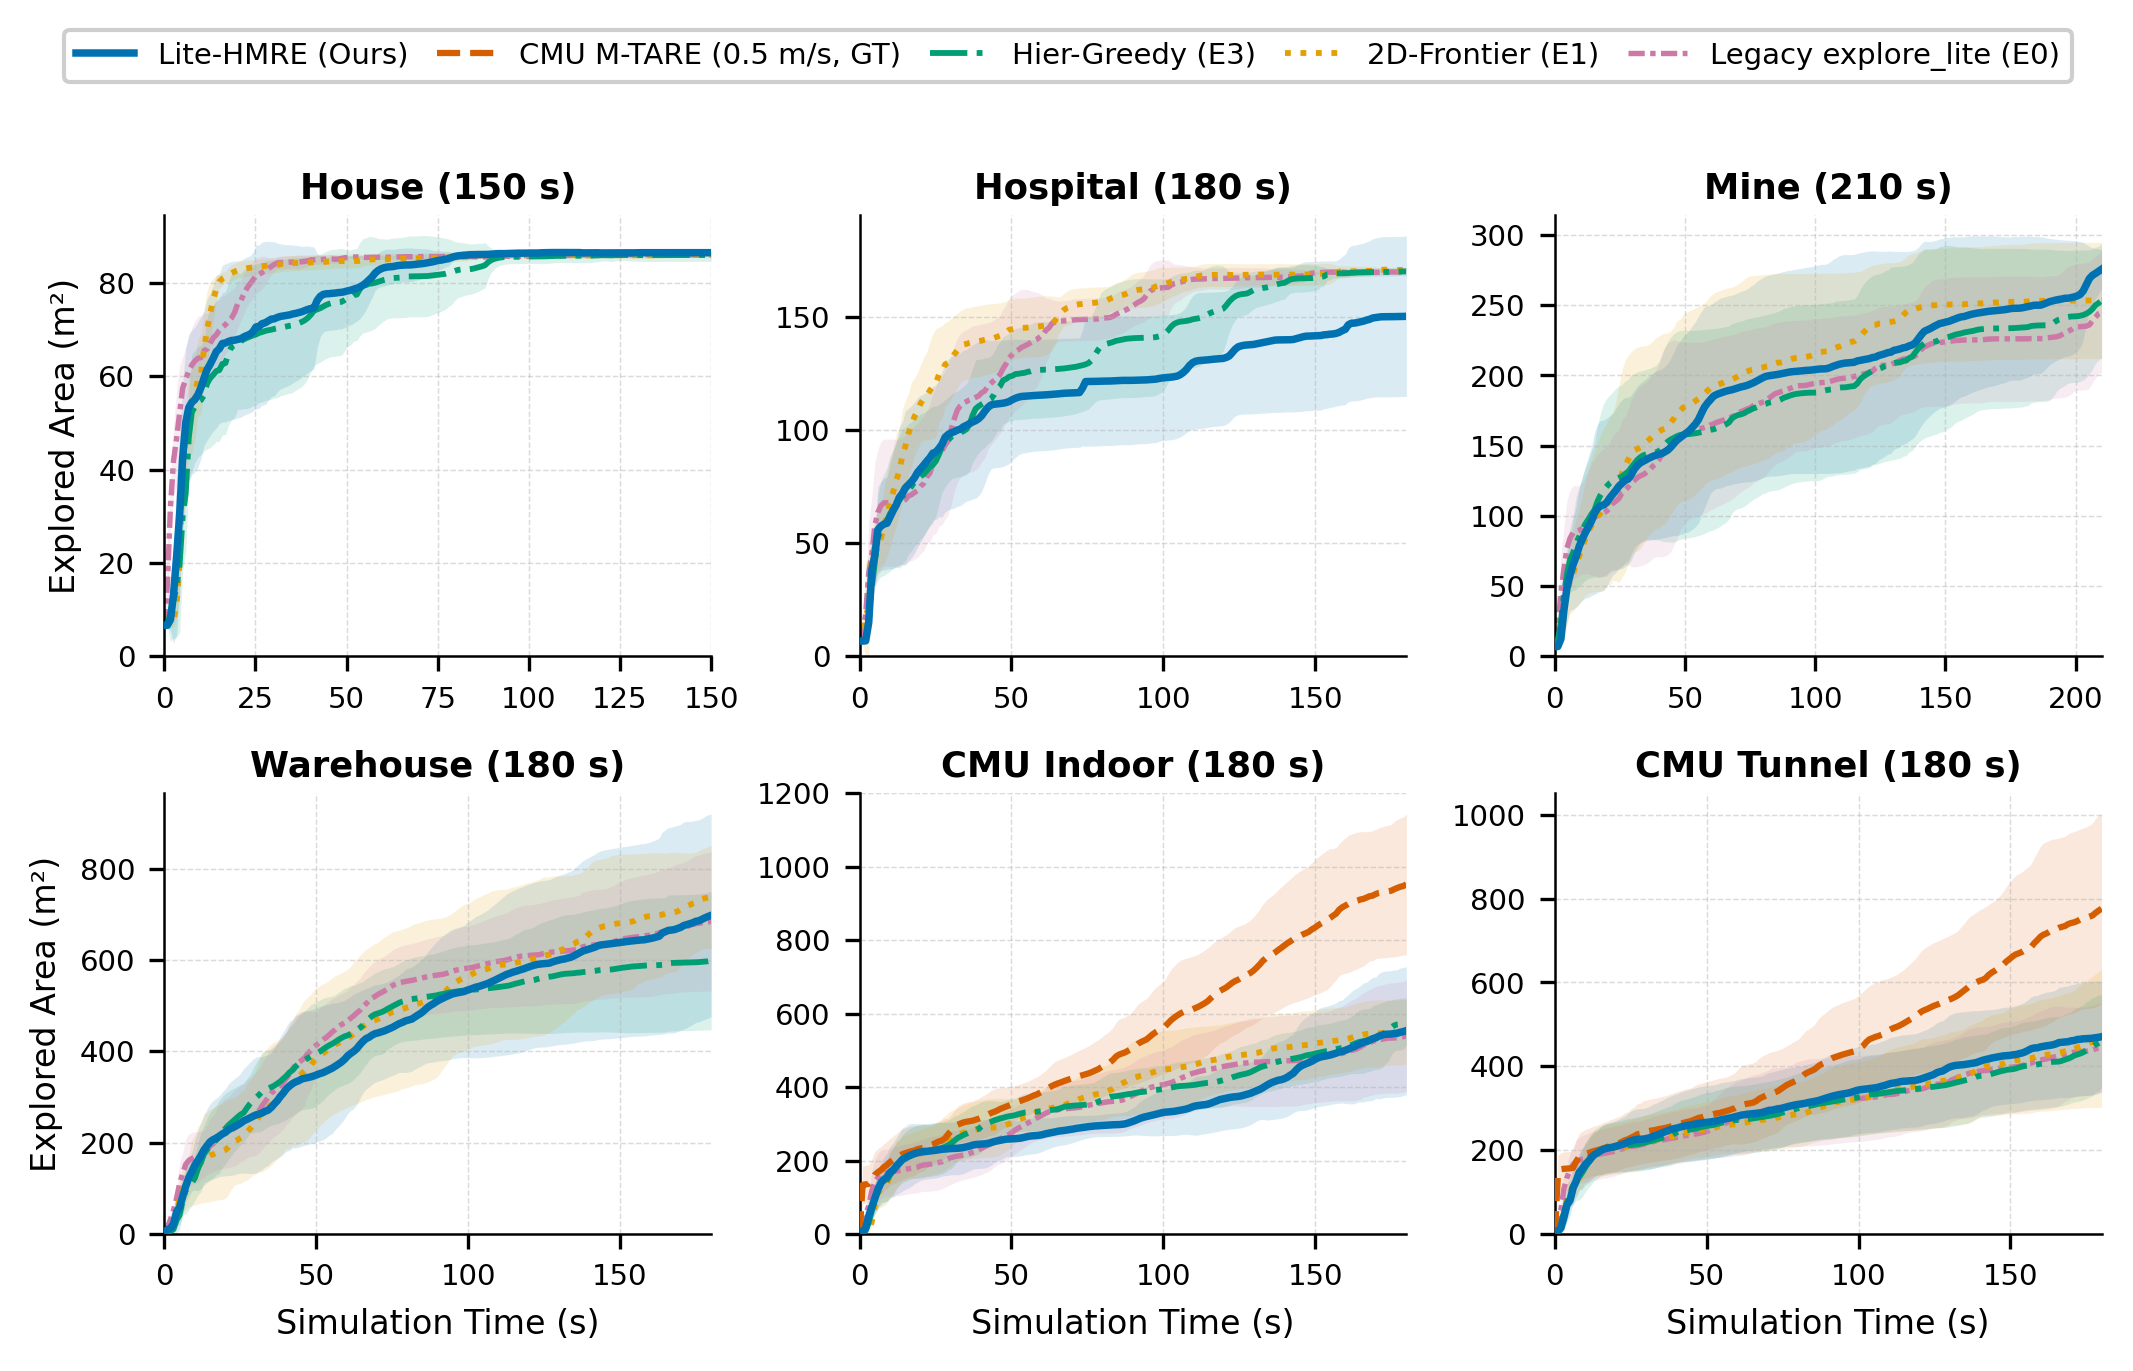 Lite-HMRE (Ours) CMU M-TARE (0.5 m/s, GT) Hier-Greedy (E3) 2D-Frontier (E1) Legacy explore_lite (E0)
House (150 s)
Explored Area (m²)
80
60
40
20
0
0 25 50 75 100 125 150
Hospital (180 s)
150
100
50
0
0 50 100 150
Mine (210 s)
300
250
200
150
100
50
0
0 50 100 150 200
Warehouse (180 s)
Explored Area (m²)
800
600
400
200
0
0 50 100 150
Simulation Time (s)
CMU Indoor (180 s)
1200
1000
800
600
400
200
0
0 50 100 150
Simulation Time (s)
CMU Tunnel (180 s)
1000
800
600
400
200
0
0 50 100 150
Simulation Time (s)